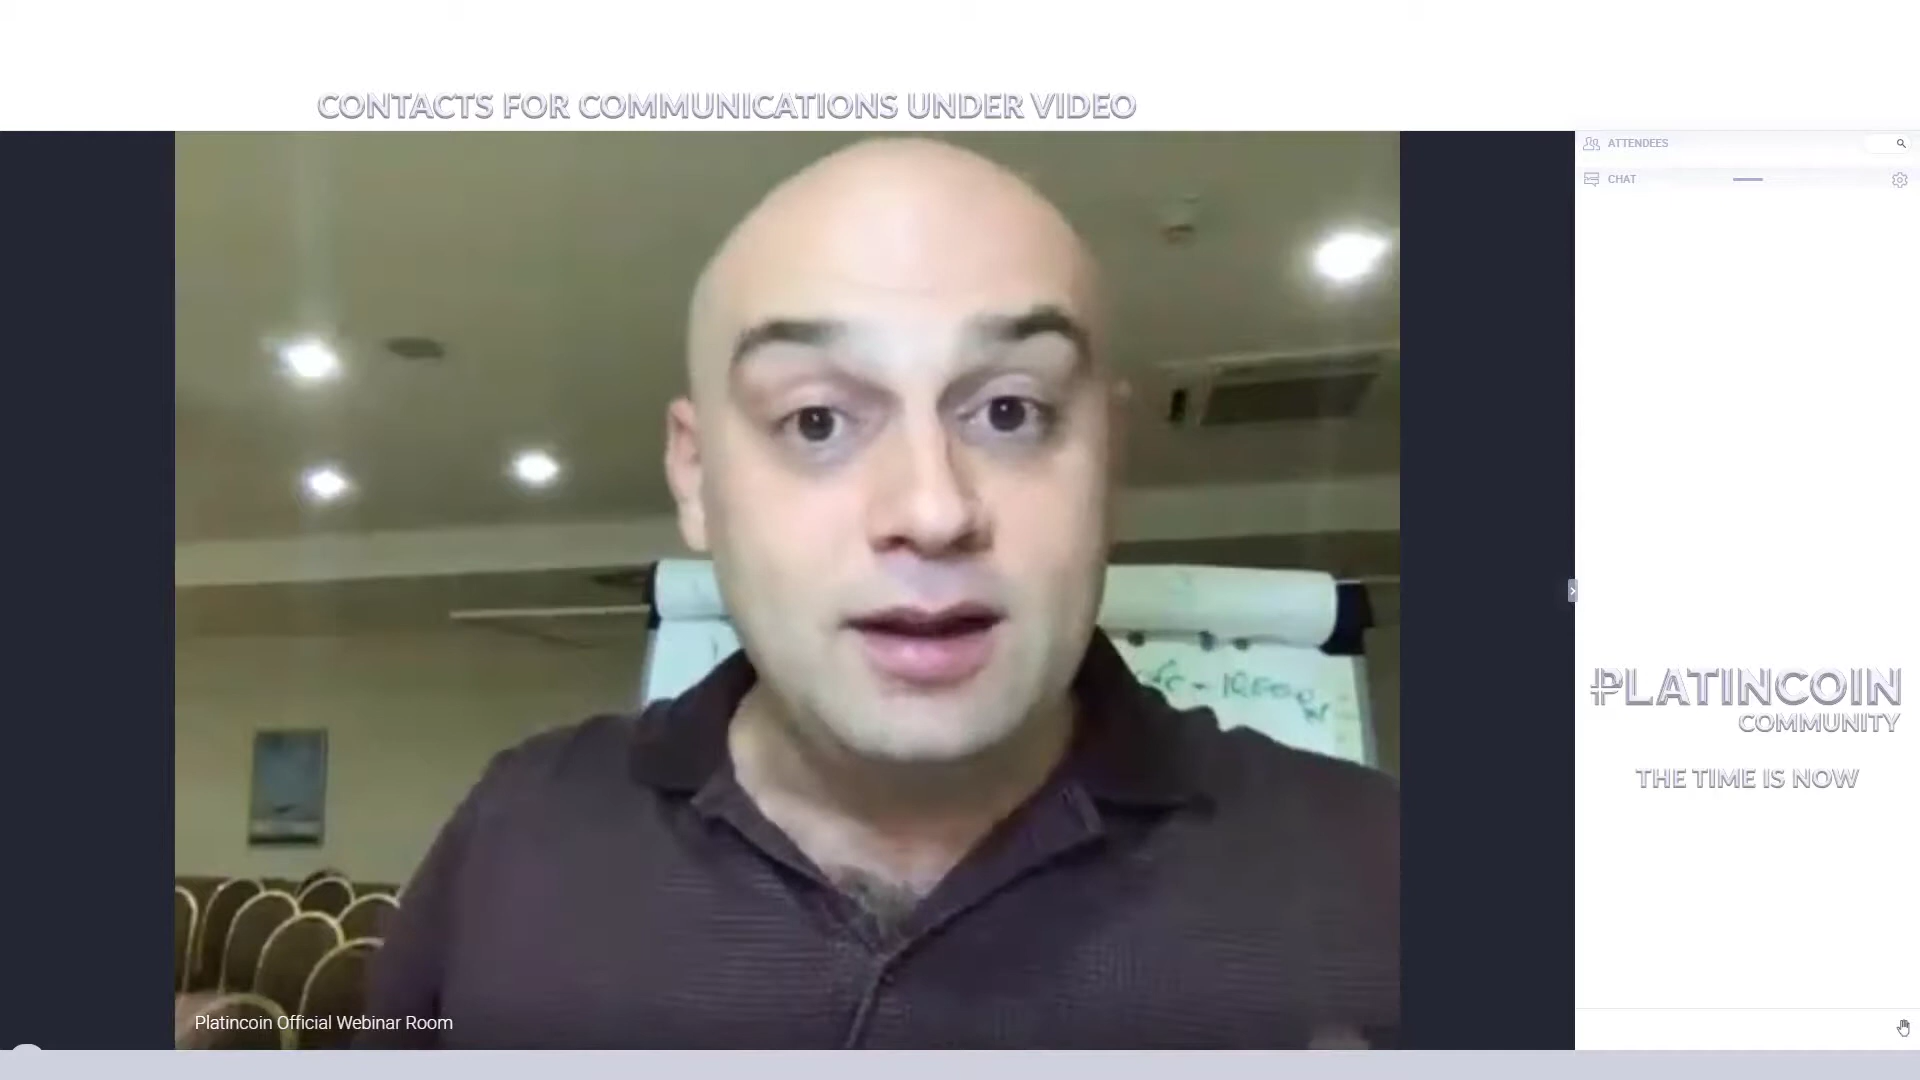 CONTACTS FOR COMMUNICATIONS UNDER VIDEO
ATTENDEES
CHAT
PLATINCOIN
COMMUNITY
THE TIME IS NOW
Platincoin Official Webinar Room